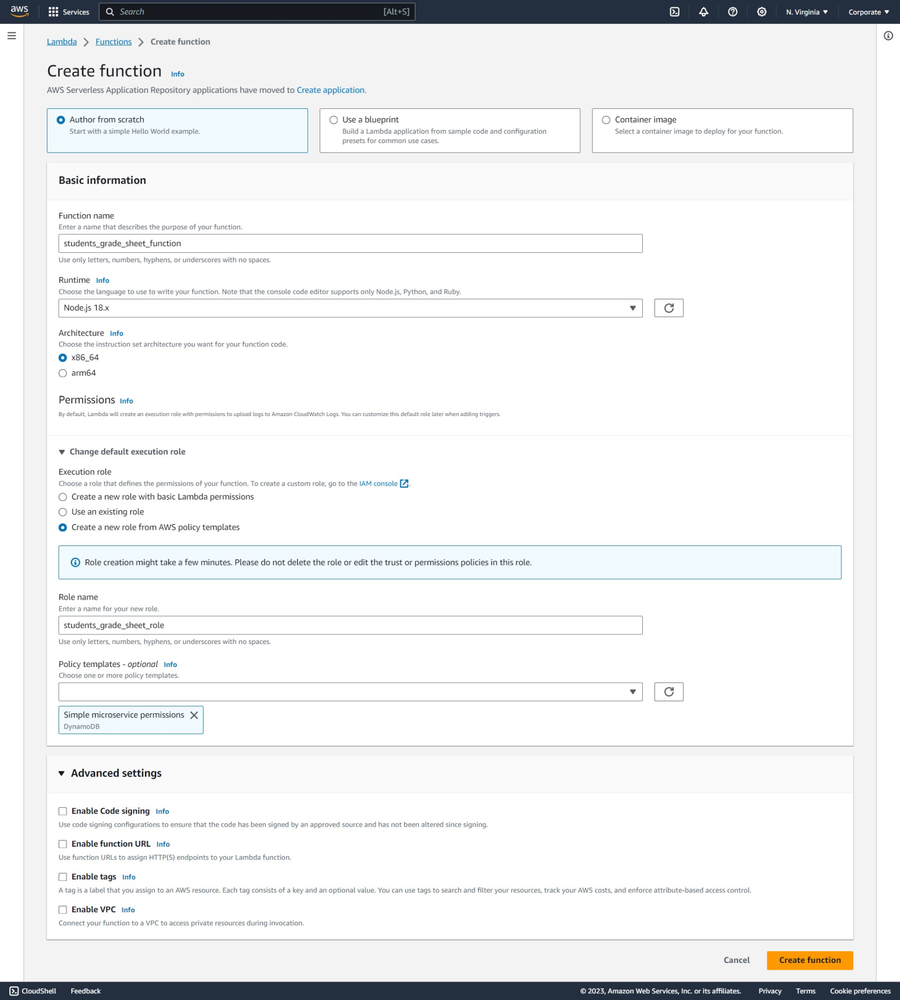 aws Services Search [Alt+S] N. Virginia Corporate
Lambda Functions Create function
Create function Info
AWS Serverless Application Repository applications have moved to Create application.
Author from scratch
Start with a simple Hello World example.
Use a blueprint
Build a Lambda application from sample code and configuration
presets for common use cases.
Container image
Select a container image to deploy for your function.
Basic information
Function name
Enter a name that describes the purpose of your function.
students_grade_sheet_function
Use only letters, numbers, hyphens, or underscores with no spaces.
Runtime Info
Choose the language to use to write your function. Note that the console code editor supports only Node.js, Python, and Ruby.
Node.js 18.x
Architecture Info
Choose the instruction set architecture you want for your function code.
x86_64
arm64
Permissions Info
By default, Lambda will create an execution role with permissions to upload logs to Amazon CloudWatch Logs. You can customize this default role later when adding triggers.
Change default execution role
Execution role
Choose a role that defines the permissions of your function. To create a custom role, go to the IAM console.
Create a new role with basic Lambda permissions
Use an existing role
Create a new role from AWS policy templates
Role creation might take a few minutes. Please do not delete the role or edit the trust or permissions policies in this role.
Role name
Enter a name for your new role.
students_grade_sheet_role
Use only letters, numbers, hyphens, or underscores with no spaces.
Policy templates - optional Info
Choose one or more policy templates.
Simple microservice permissions
DynamoDB
Advanced settings
Enable Code signing Info
Use code signing configurations to ensure that the code has been signed by an approved source and has not been altered since signing.
Enable function URL Info
Use function URLs to assign HTTP(S) endpoints to your Lambda function.
Enable tags Info
A tag is a label that you assign to an AWS resource. Each tag consists of a key and an optional value. You can use tags to search and filter your resources, track your AWS costs, and enforce attribute-based access control.
Enable VPC Info
Connect your function to a VPC to access private resources during invocation.
Cancel Create function
CloudShell Feedback © 2023, Amazon Web Services, Inc. or its affiliates. Privacy Terms Cookie preferences